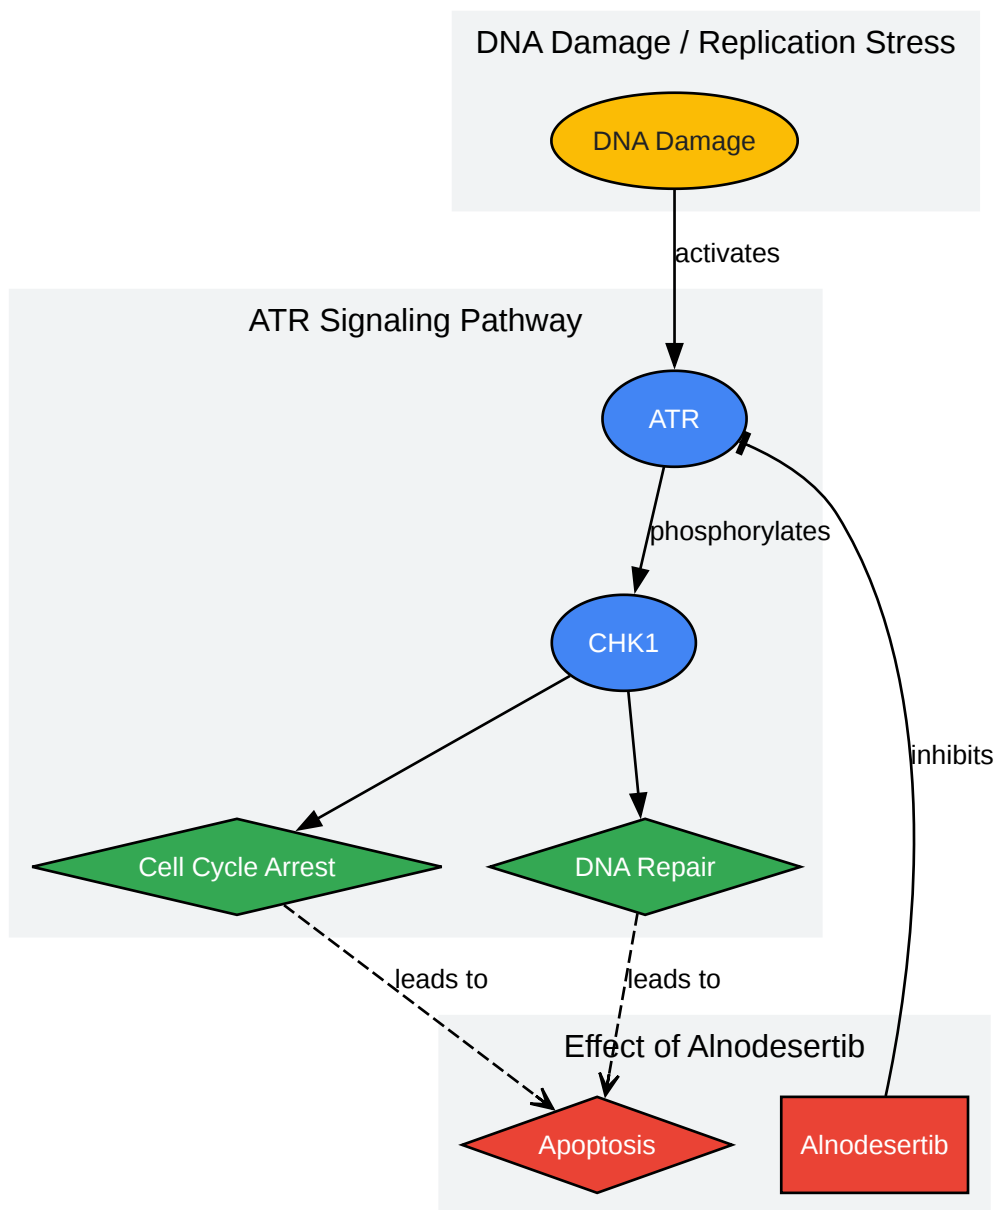 DNA Damage / Replication Stress
DNA Damage
activates
ATR Signaling Pathway
ATR
phosphorylates
CHK1
inhibits
Cell Cycle Arrest
DNA Repair
leads to
leads to
Effect of Alnodesertib
Apoptosis
Alnodesertib